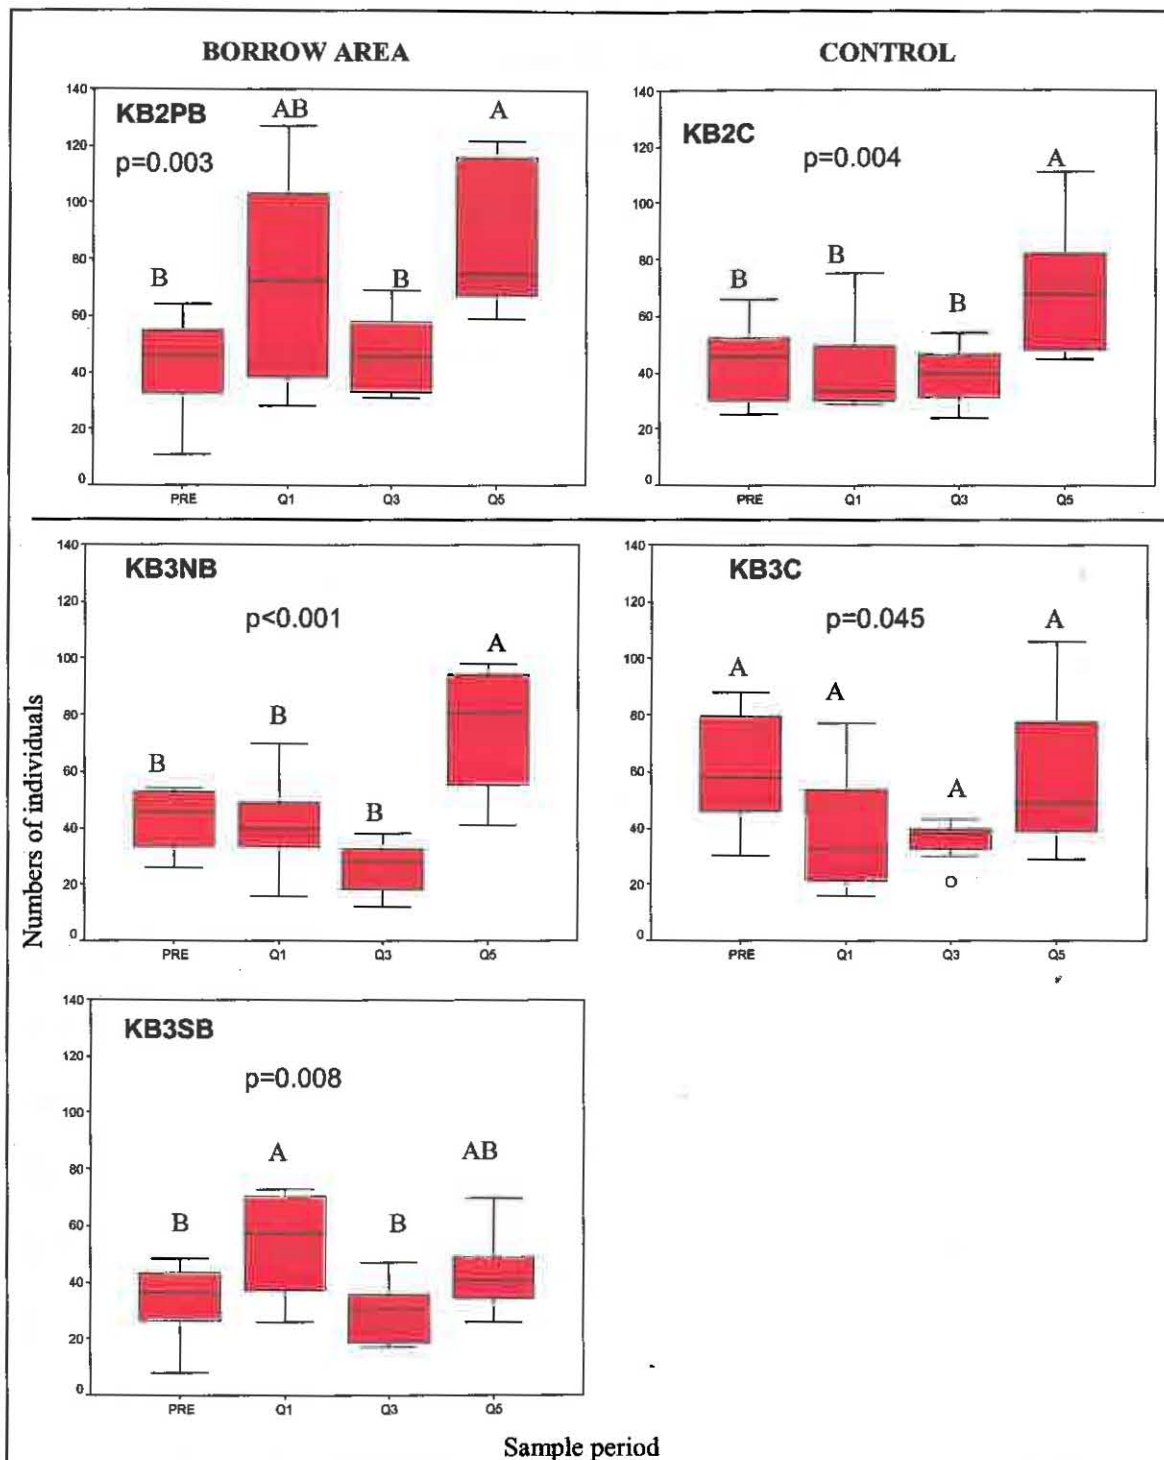 BORROW AREA
CONTROL
KB2PB
p=0.003
AB
A
B
B
140
120
100
80
60
40
20
0
PRE Q1 Q3 Q5
KB2C
p=0.004
A
B
B
B
140
120
100
80
60
40
20
0
PRE Q1 Q3 Q5
Numbers of individuals
KB3NB
p<0.001
A
B
B
B
140
120
100
80
60
40
20
0
PRE Q1 Q3 Q5
KB3C
p=0.045
A
A
A
A
140
120
100
80
60
40
20
0
PRE Q1 Q3 Q5
KB3SB
p=0.008
A
AB
B
B
140
120
100
80
60
40
20
0
PRE Q1 Q3 Q5
Sample period